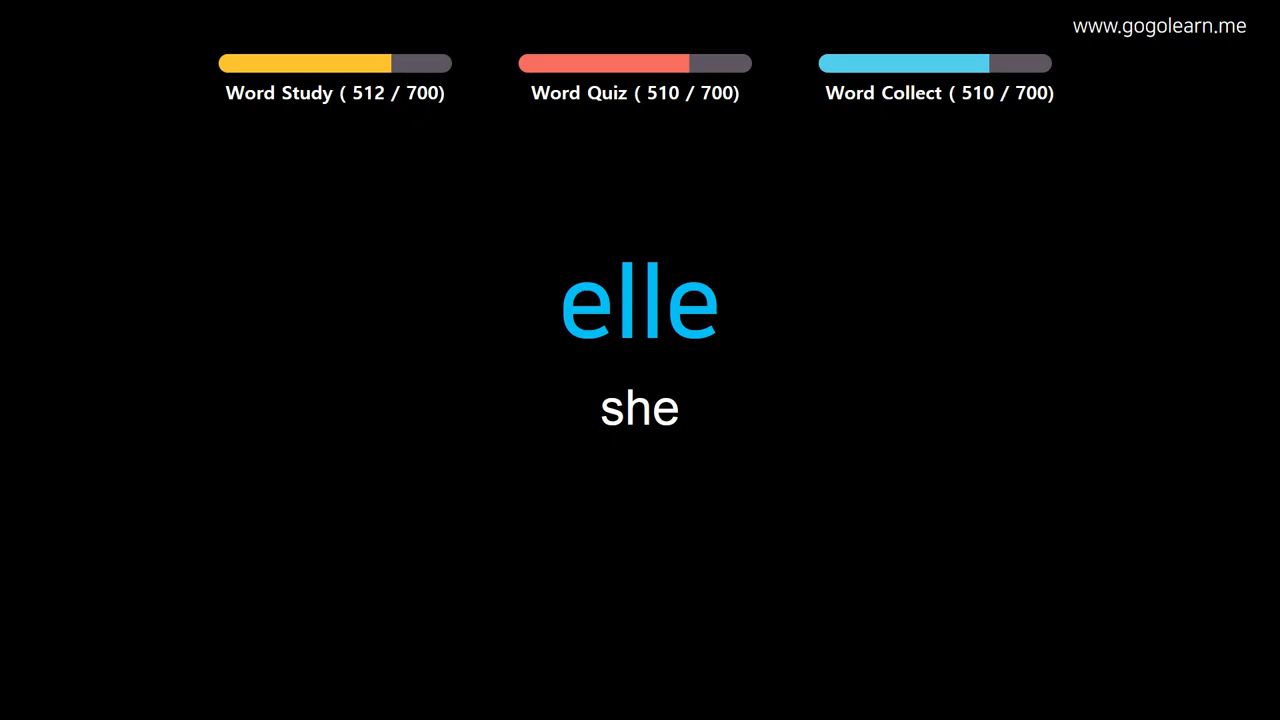 www.gogolearn.me
Word Study ( 512 / 700)
Word Quiz ( 510 / 700)
Word Collect ( 510 / 700)
elle
she